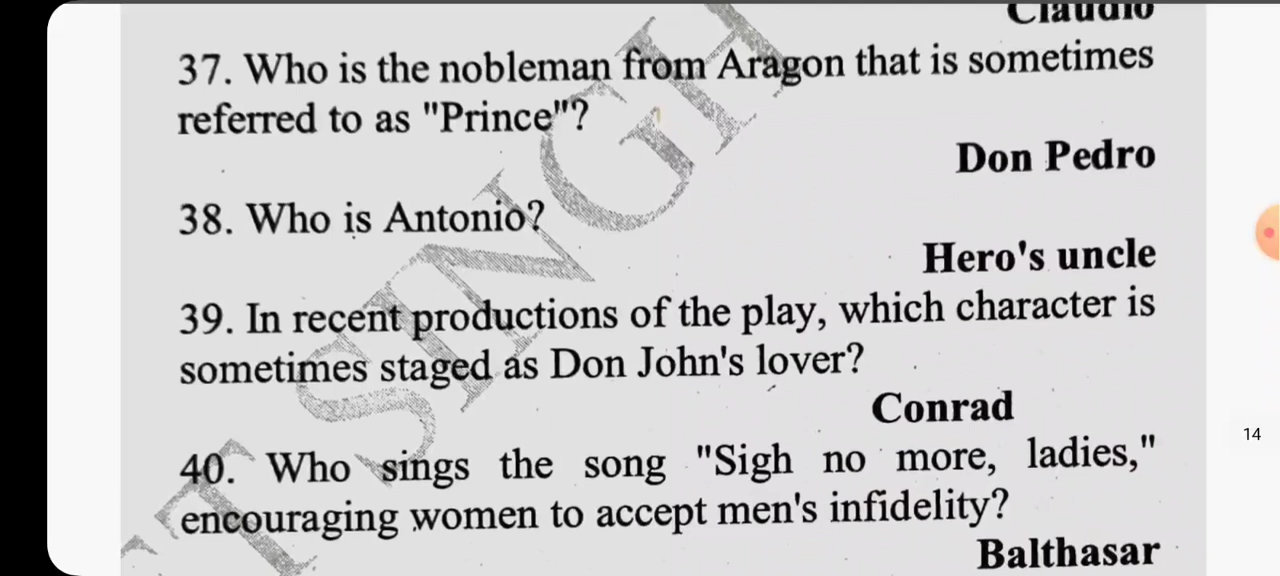 Claudio
37. Who is the nobleman from Aragon that is sometimes
referred to as "Prince"?
Don Pedro
38. Who is Antonio?
Hero's uncle
39. In recent productions of the play, which character is
sometimes staged as Don John's lover?
Conrad
40. Who sings the song "Sigh no more, ladies,"
encouraging women to accept men's infidelity?
Balthasar
14
SINGH